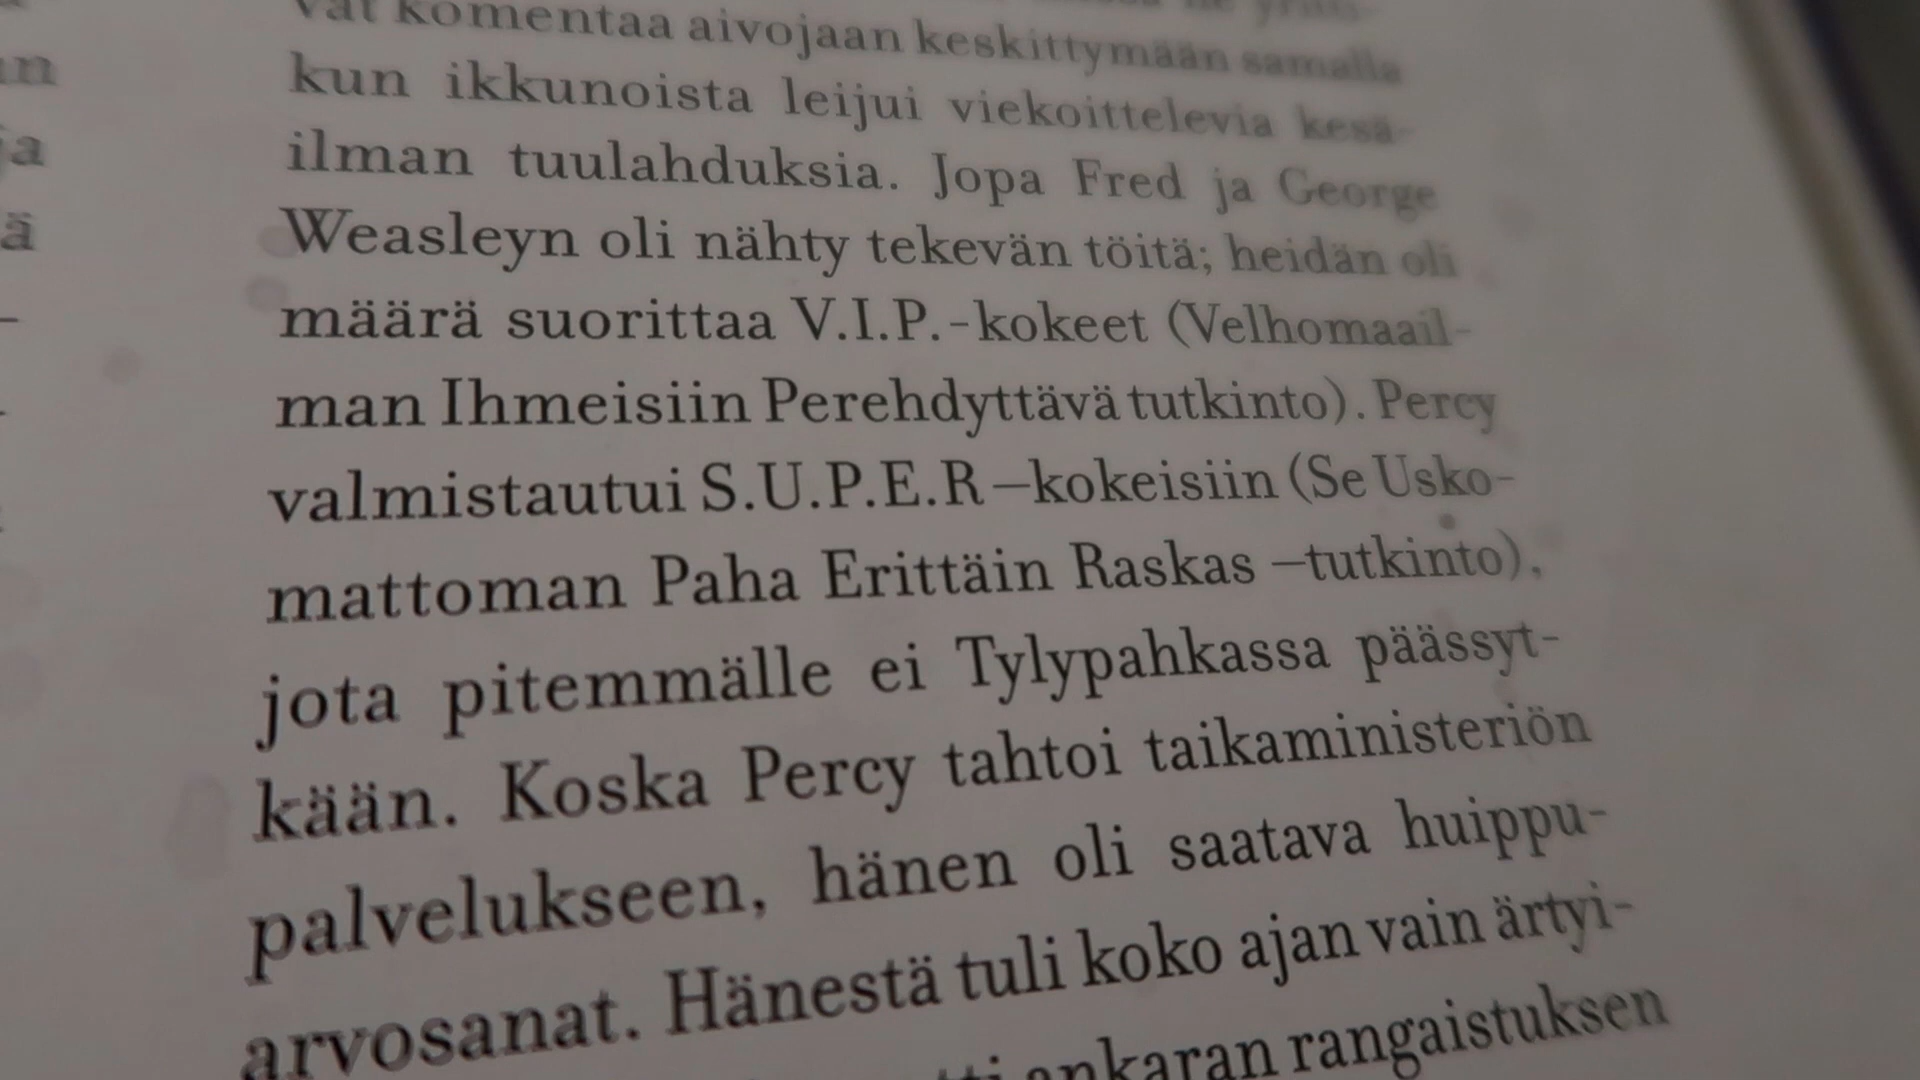 vat komentaa aivojaan keskittymään samalla
kun ikkunoista leijui viekoittelevia kesä-
ilman tuulahduksia. Jopa Fred ja George
Weasleyn oli nähty tekevän töitä; heidän oli
määrä suorittaa V.I.P.-kokeet (Velhomaail-
man Ihmeisiin Perehdyttävä tutkinto). Percy
valmistautui S.U.P.E.R –kokeisiin (Se Usko-
mattoman Paha Erittäin Raskas –tutkinto),
jota pitemmälle ei Tylypahkassa päässyt-
kään. Koska Percy tahtoi taikaministeriön
palvelukseen, hänen oli saatava huippu-
arvosanat. Hänestä tuli koko ajan vain ärtyi-
ankaran rangaistuksen